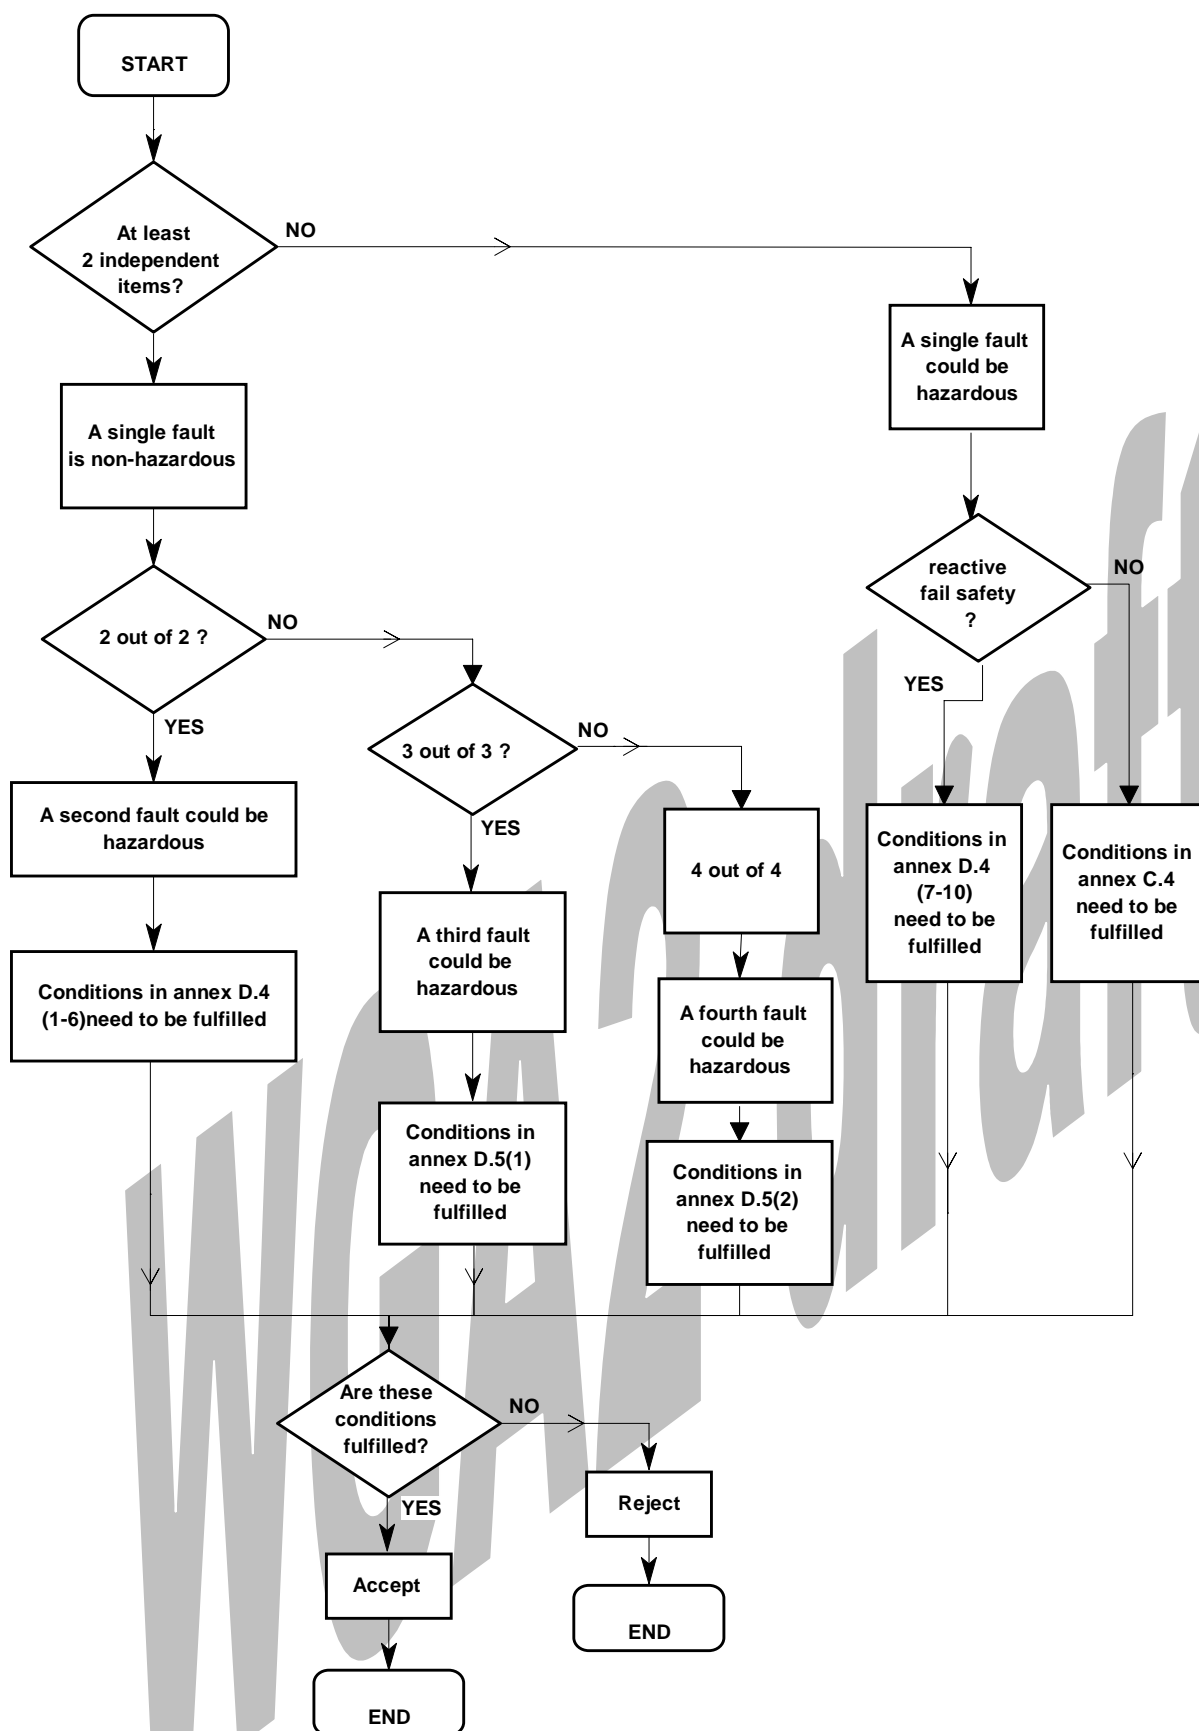 START
At least
2 independent
items?
NO
A single fault
could be
hazardous
A single fault
is non-hazardous
reactive
fail safety
?
NO
YES
2 out of 2 ?
NO
YES
3 out of 3 ?
NO
YES
A second fault could be
hazardous
4 out of 4
Conditions in
annex D.4
(7-10)
need to be
fulfilled
Conditions in
annex C.4
need to be
fulfilled
A third fault
could be
hazardous
Conditions in annex D.4
(1-6)need to be fulfilled
A fourth fault
could be
hazardous
Conditions in
annex D.5(1)
need to be
fulfilled
Conditions in
annex D.5(2)
need to be
fulfilled
Are these
conditions
fulfilled?
NO
YES
Reject
Accept
END
END
WGA2 draft